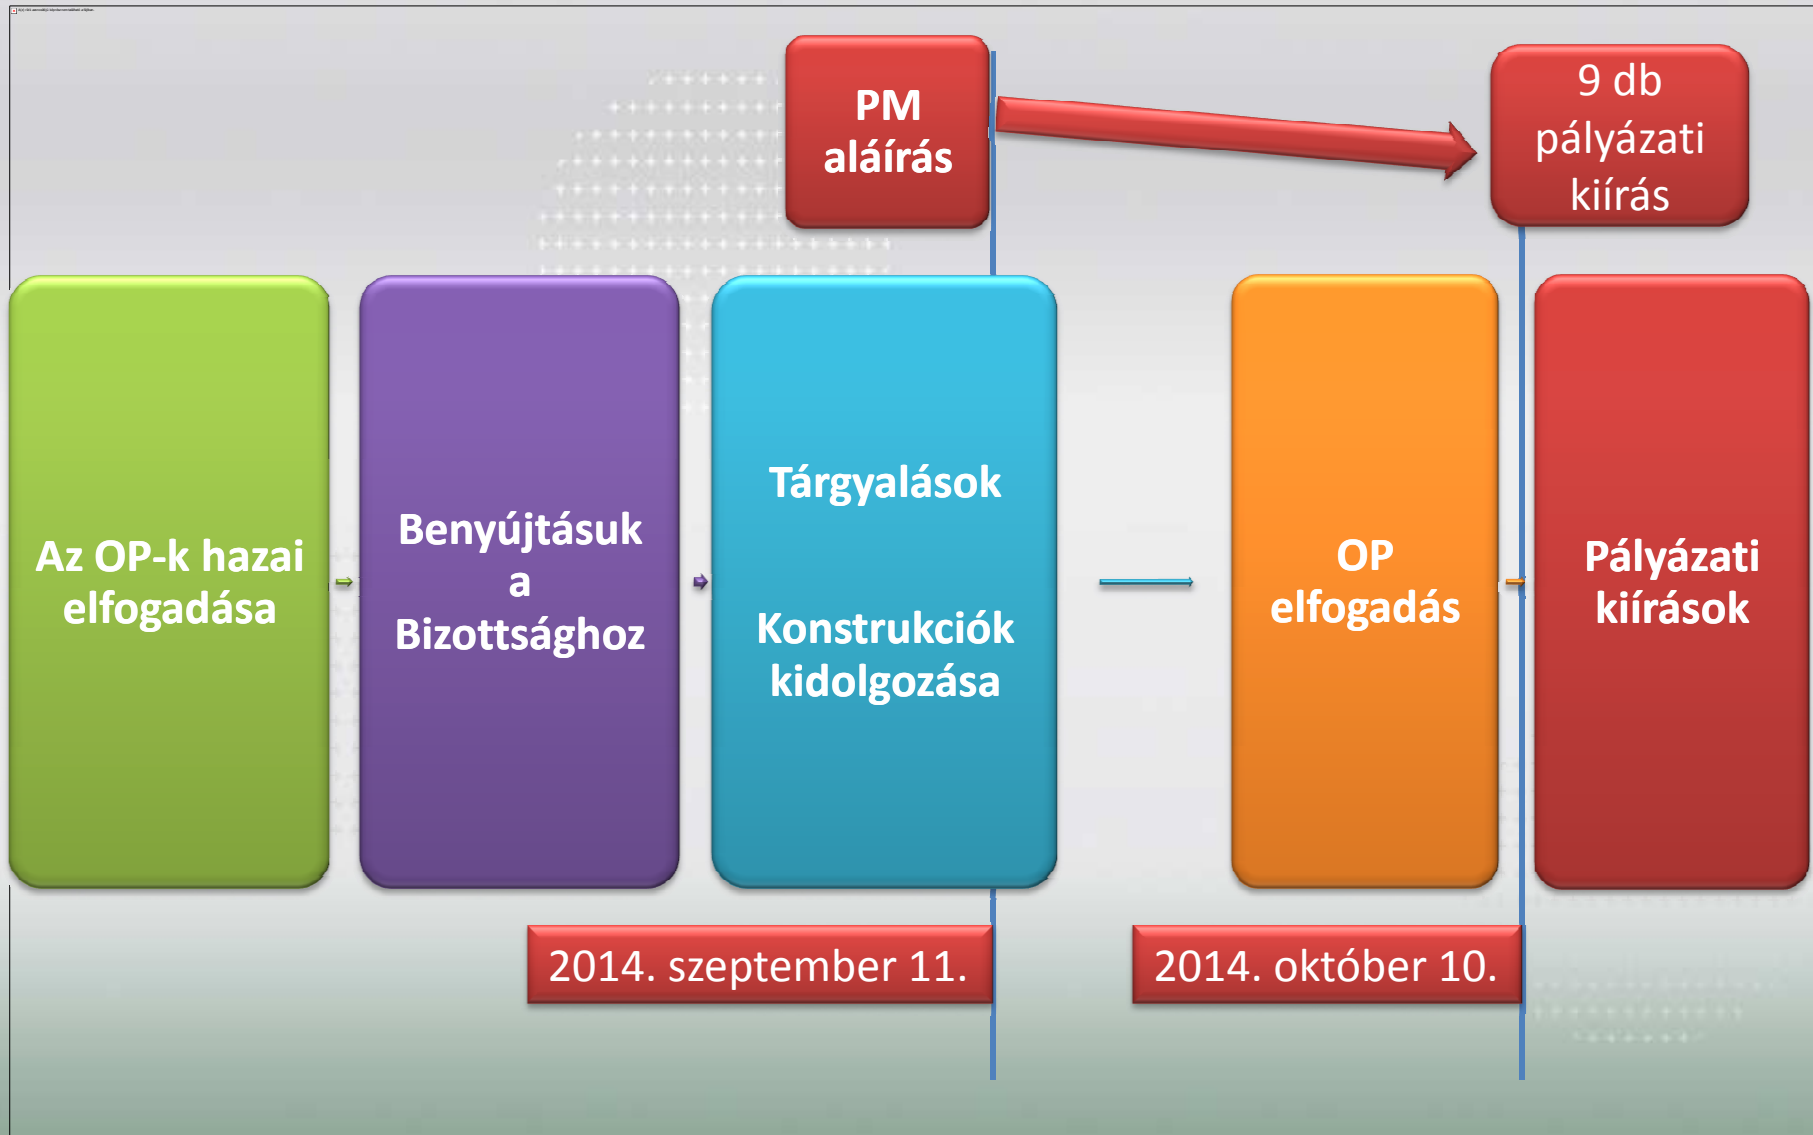 PM
aláírás
9 db
pályázati
kiírás
Az OP-k hazai
elfogadása
Benyújtásuk
a
Bizottsághoz
Tárgyalások
Konstrukciók
kidolgozása
OP
elfogadás
Pályázati
kiírások
2014. szeptember 11.
2014. október 10.